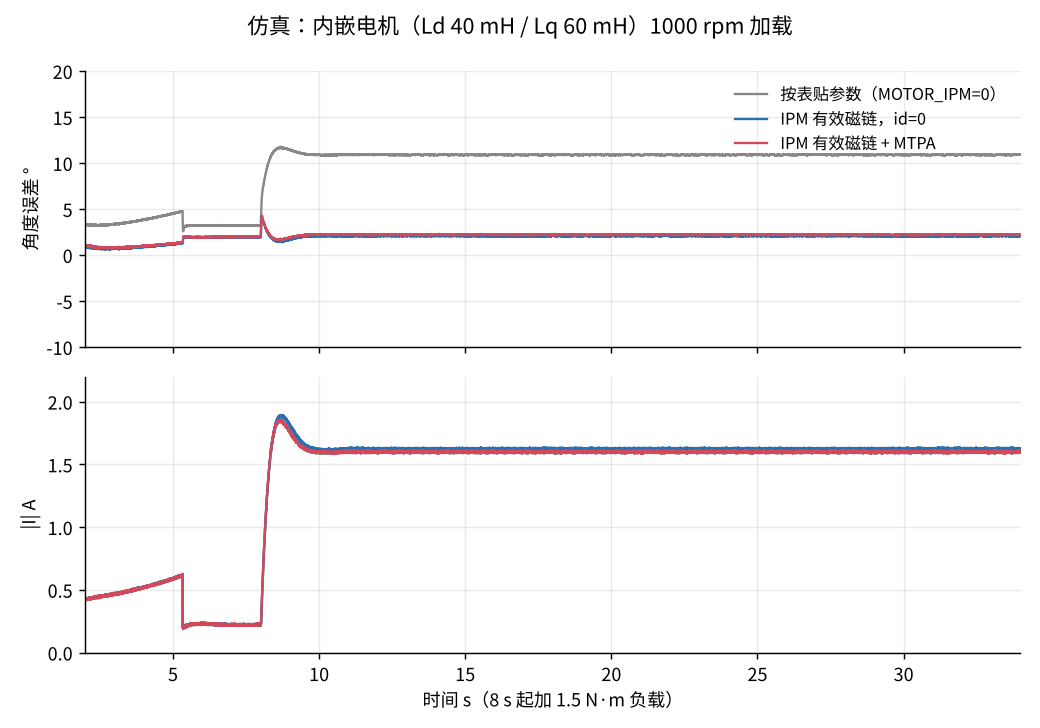 仿真：内嵌电机（Ld 40 mH / Lq 60 mH）1000 rpm 加载
20
15
10
5
0
-5
-10
角度误差 °
按表贴参数（MOTOR_IPM=0）
IPM 有效磁链，id=0
IPM 有效磁链 + MTPA
2.0
1.5
1.0
0.5
0.0
|I| A
5 10 15 20 25 30
时间 s（8 s 起加 1.5 N·m 负载）